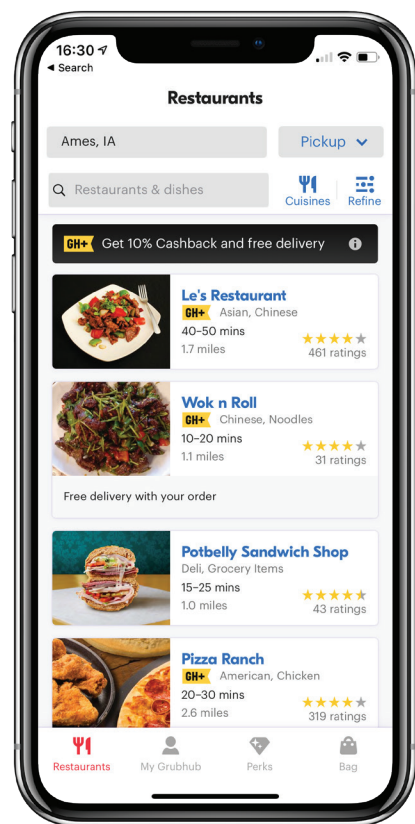 16:30
◀ Search
Restaurants
Ames, IA
Pickup
Restaurants & dishes
Cuisines
Refine
GH+ Get 10% Cashback and free delivery
Le's Restaurant
GH+ Asian, Chinese
40-50 mins
1.7 miles
461 ratings
Wok n Roll
GH+ Chinese, Noodles
10-20 mins
1.1 miles
31 ratings
Free delivery with your order
Potbelly Sandwich Shop
Deli, Grocery Items
15-25 mins
1.0 miles
43 ratings
Pizza Ranch
GH+ American, Chicken
20-30 mins
2.6 miles
319 ratings
Restaurants
My Grubhub
Perks
Bag